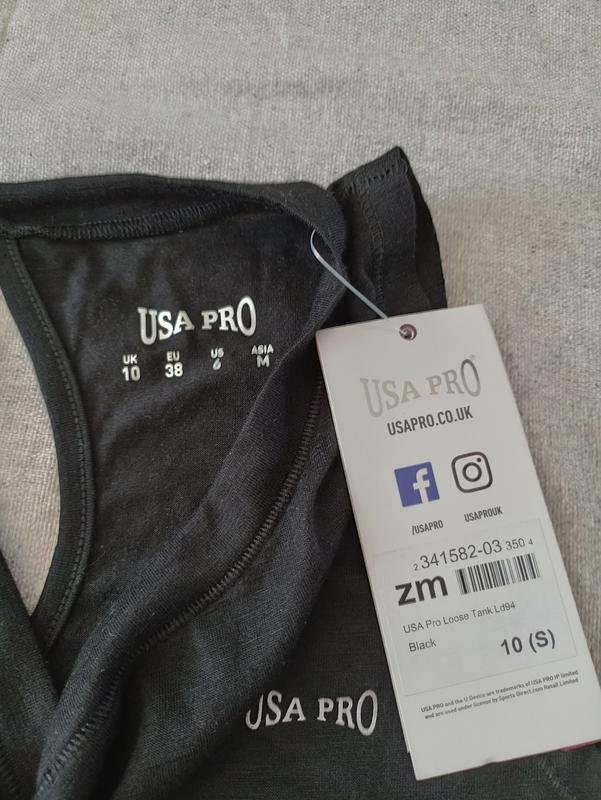 USA PRO
UK EU US ASIA
10 38 6 M
USA PRO
USAPRO.CO.UK
/USAPRO USAPROUK
2 341582-03 350 4
zm
USA Pro Loose Tank Ld94
Black 10 (S)
USA PRO and the U Device are trademarks of USA PRO IP limited
and are used under license by Sports Direct.com Retail Limited
USA PRO